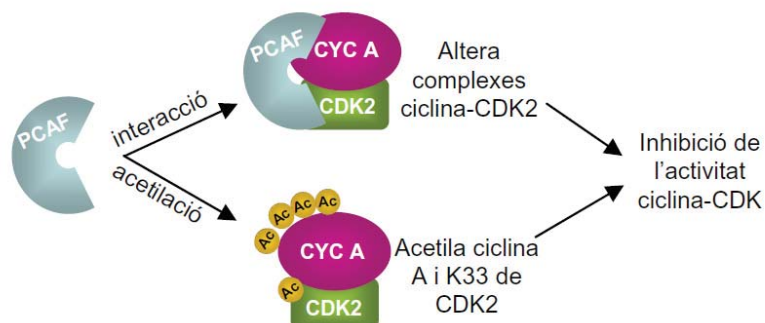 PCAF
interacció
acetilació
PCAF
CYC A
CDK2
Altera
complexes
ciclina-CDK2
Ac
Ac
Ac
Ac
Ac
CYC A
CDK2
Acetila ciclina
A i K33 de
CDK2
Inhibició de
l’activitat
ciclina-CDK